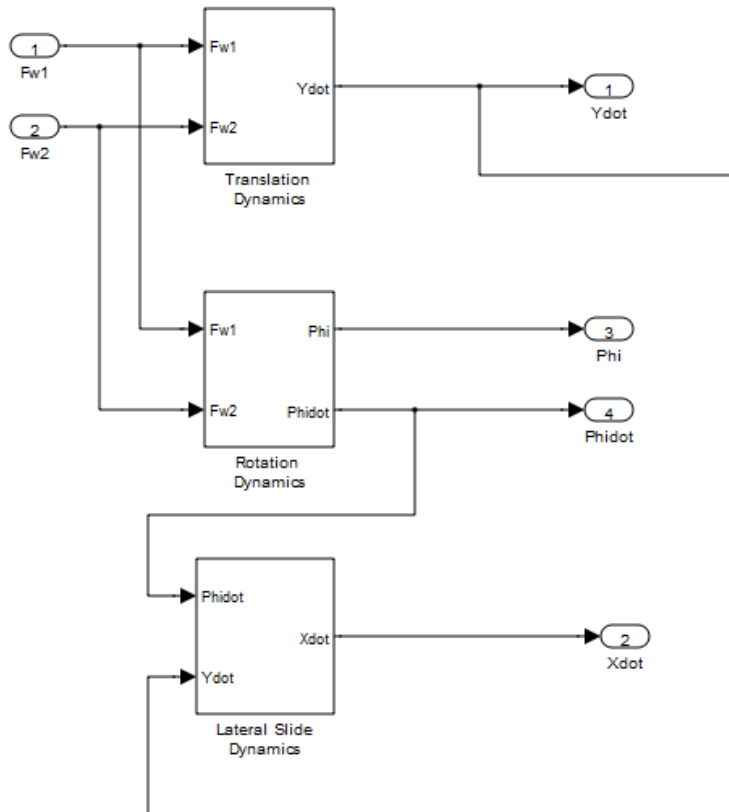 1
Fw1
2
Fw2
Fw1
Ydot
Fw2
Translation
Dynamics
1
Ydot
Fw1
Phi
Fw2
Phidot
Rotation
Dynamics
3
Phi
4
Phidot
Phidot
Xdot
Ydot
Lateral Slide
Dynamics
2
Xdot